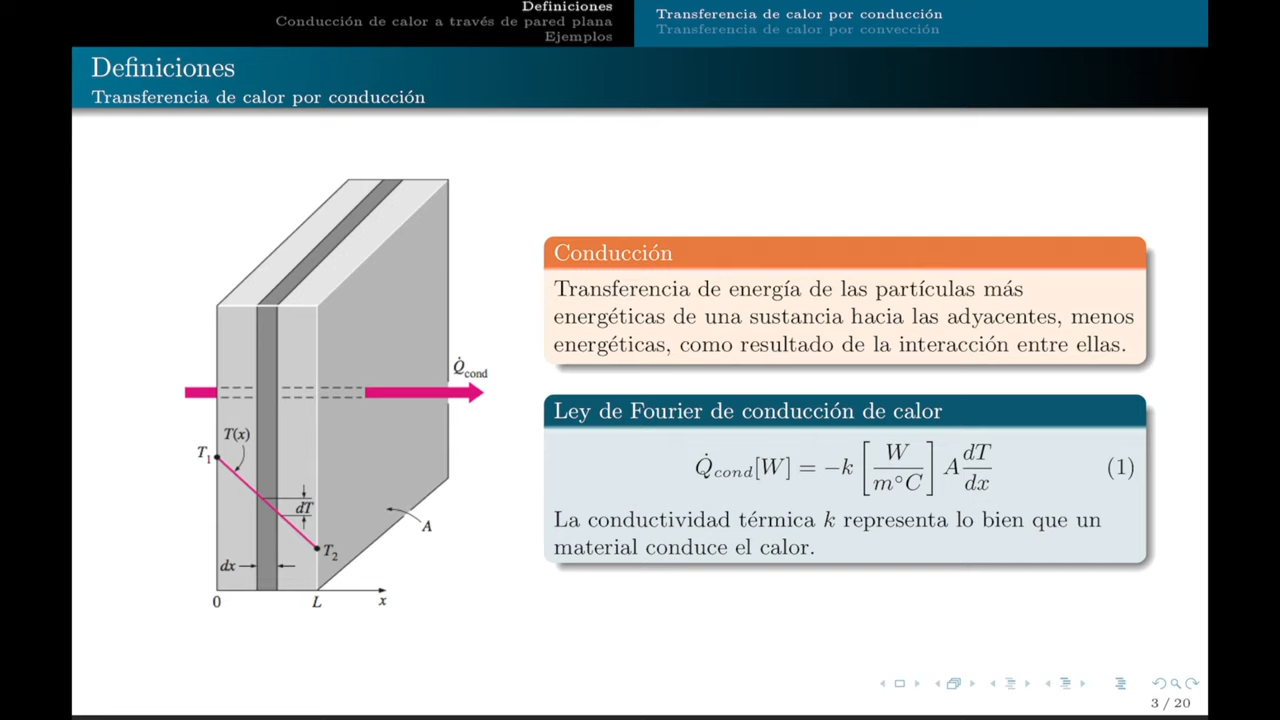 Definiciones
Conducción de calor a través de pared plana
Ejemplos
Transferencia de calor por conducción
Transferencia de calor por convección
Definiciones
Transferencia de calor por conducción
Q̇cond
T(x)
T1
dT
A
T2
dx
0
L
x
Conducción
Transferencia de energía de las partículas más
energéticas de una sustancia hacia las adyacentes, menos
energéticas, como resultado de la interacción entre ellas.
Ley de Fourier de conducción de calor
Q̇cond[W] = −k [W/m°C] A dT/dx (1)
La conductividad térmica k representa lo bien que un
material conduce el calor.
3 / 20